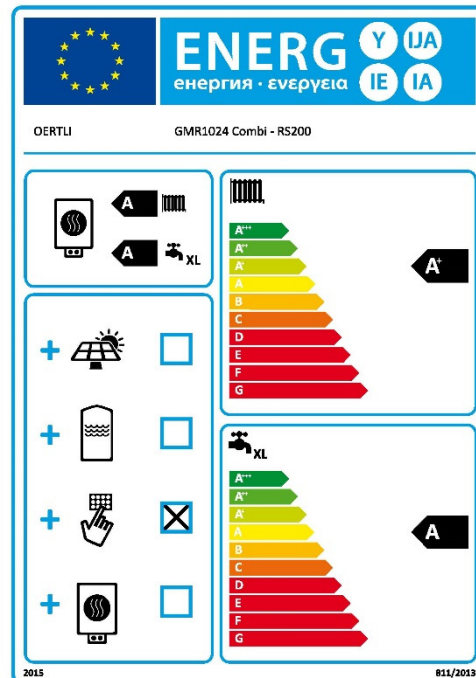 ENERG Y IJA
енергия · ενεργεια IE IA
OERTLI GMR1024 Combi - RS200
A
A XL
A+++
A++
A+
A
B
C
D
E
F
G
A+
XL
A+++
A++
A+
A
B
C
D
E
F
G
A
2015 811/2013